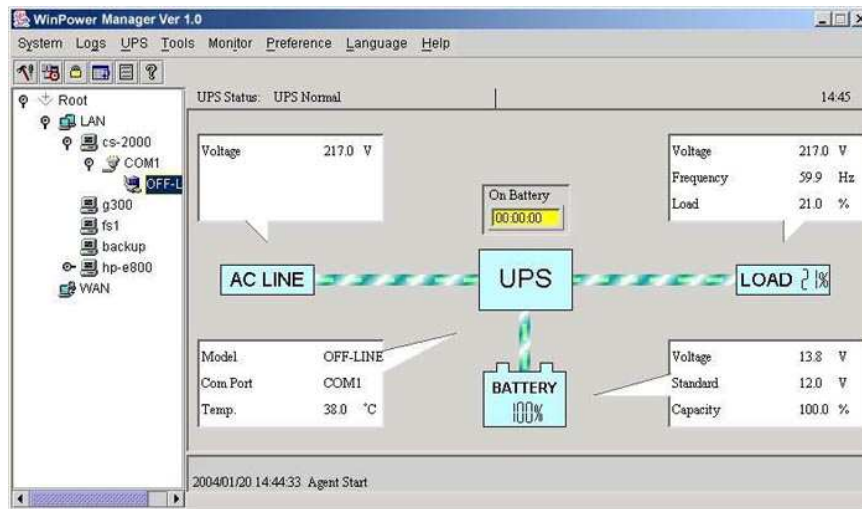 WinPower Manager Ver 1.0
System Logs UPS Tools Monitor Preference Language Help
Root
LAN
cs-2000
COM1
OFF-L
g300
fs1
backup
hp-e800
WAN
UPS Status: UPS Normal 14:45
Voltage 217.0 V
On Battery
00:00:00
Voltage 217.0 V
Frequency 59.9 Hz
Load 21.0 %
AC LINE
UPS
LOAD 21%
Model OFF-LINE
Com Port COM1
Temp. 38.0 °C
BATTERY
100%
Voltage 13.8 V
Standard 12.0 V
Capacity 100.0 %
2004/01/20 14:44:33 Agent Start